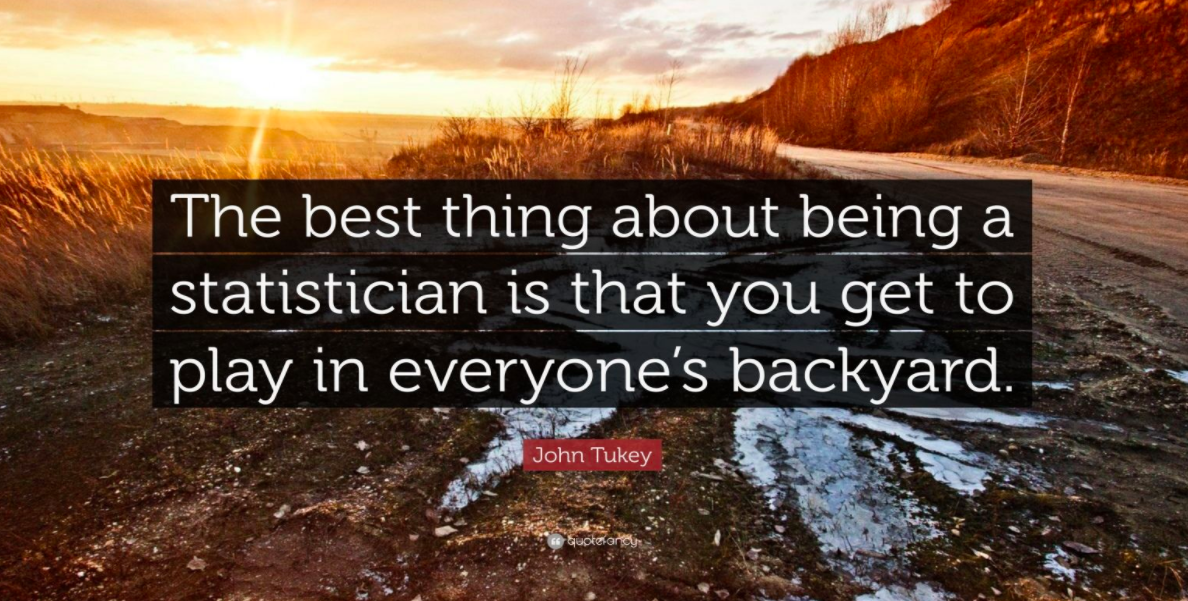 The best thing about being a
statistician is that you get to
play in everyone’s backyard.
John Tukey
quotefancy